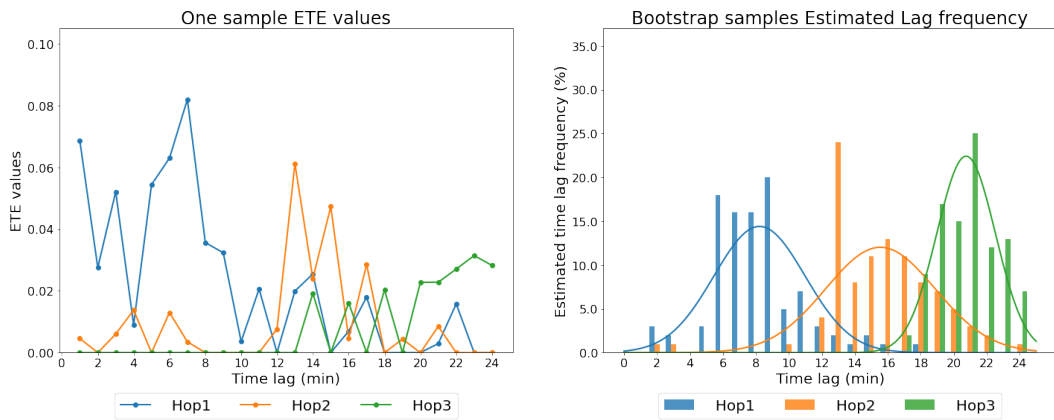 One sample ETE values
0.10
0.08
0.06
0.04
0.02
0.00
ETE values
0 2 4 6 8 10 12 14 16 18 20 22 24
Time lag (min)
Hop1 Hop2 Hop3
Bootstrap samples Estimated Lag frequency
35.0
30.0
25.0
20.0
15.0
10.0
5.0
0.0
Estimated time lag frequency (%)
0 2 4 6 8 10 12 14 16 18 20 22 24
Time lag (min)
Hop1 Hop2 Hop3